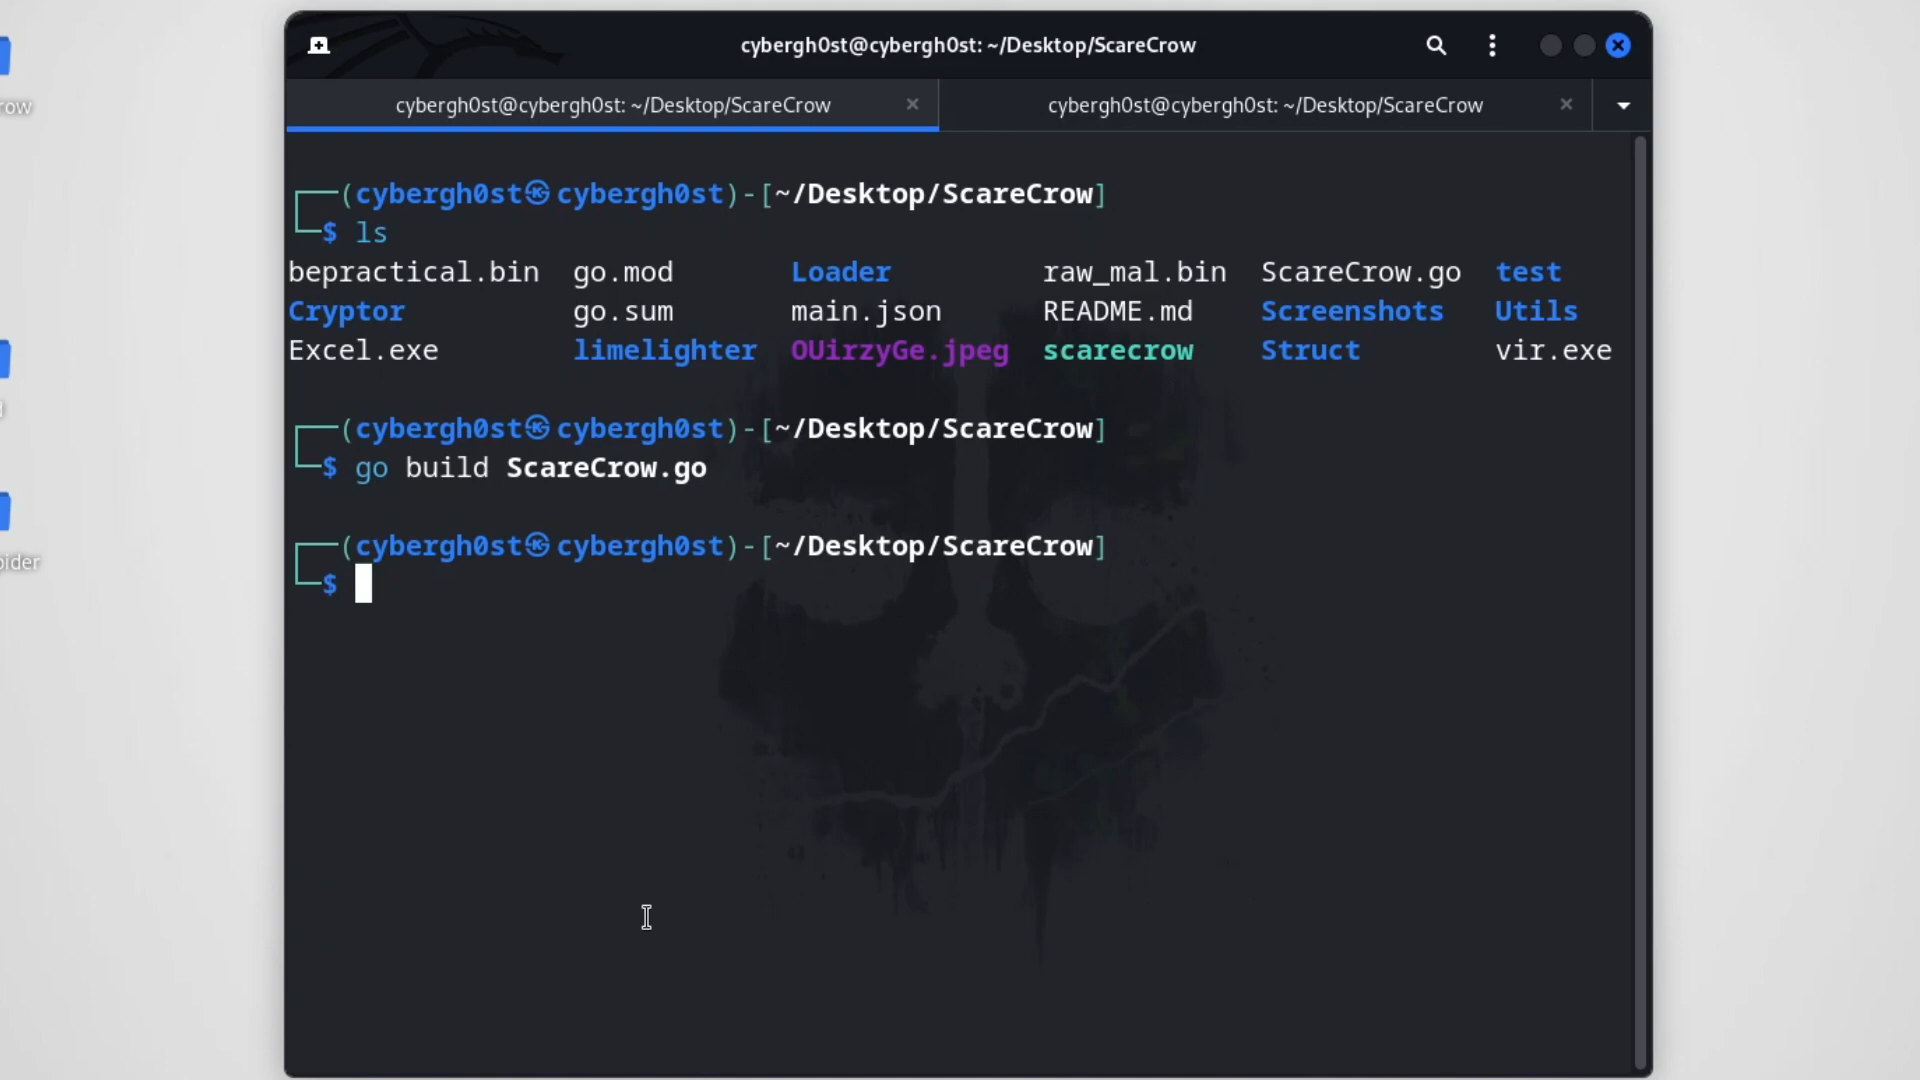 cybergh0st@cybergh0st: ~/Desktop/ScareCrow
cybergh0st@cybergh0st: ~/Desktop/ScareCrow
cybergh0st@cybergh0st: ~/Desktop/ScareCrow
(cybergh0st㉿cybergh0st)-[~/Desktop/ScareCrow]
$ ls
bepractical.bin go.mod Loader raw_mal.bin ScareCrow.go test
Cryptor go.sum main.json README.md Screenshots Utils
Excel.exe limelighter OUirzyGe.jpeg scarecrow Struct vir.exe
(cybergh0st㉿cybergh0st)-[~/Desktop/ScareCrow]
$ go build ScareCrow.go
(cybergh0st㉿cybergh0st)-[~/Desktop/ScareCrow]
$